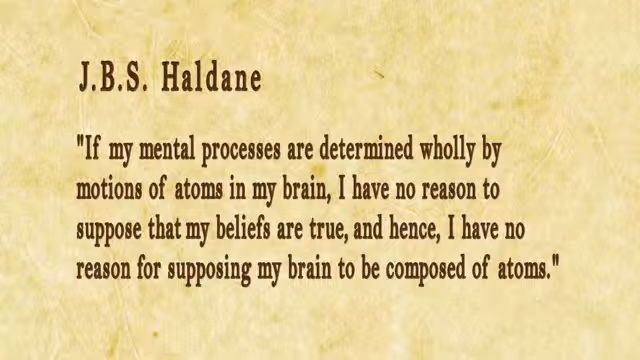 J.B.S. Haldane
"If my mental processes are determined wholly by
motions of atoms in my brain, I have no reason to
suppose that my beliefs are true, and hence, I have no
reason for supposing my brain to be composed of atoms."